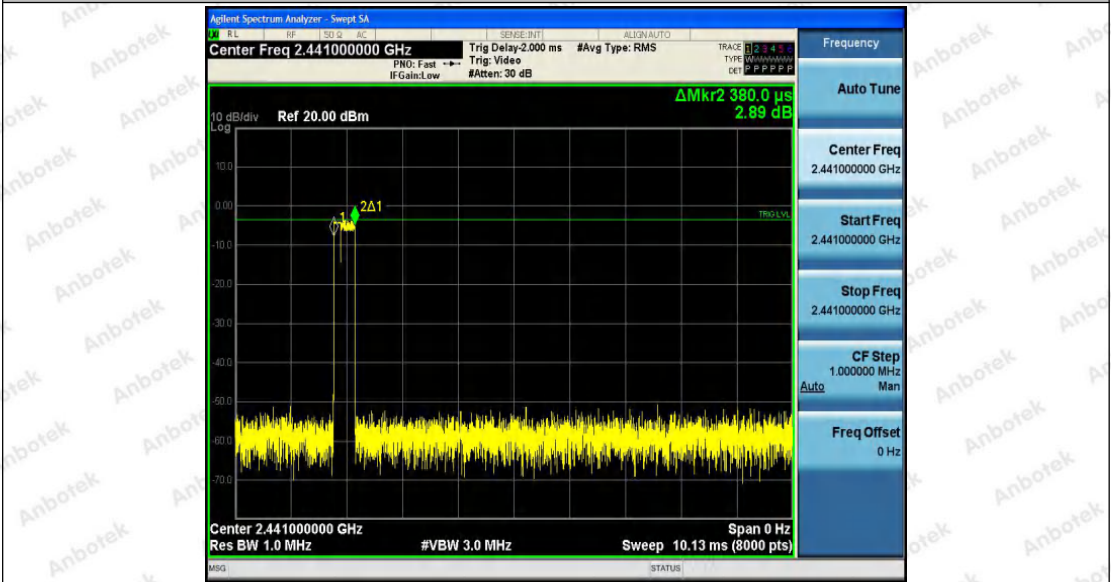 Agilent Spectrum Analyzer - Swept SA
RL RF 50 Ω AC SENSE:INT ALIGN AUTO
Center Freq 2.441000000 GHz
PNO: Fast
IFGain:Low
Trig Delay-2.000 ms
Trig: Video
#Atten: 30 dB
#Avg Type: RMS
TRACE 1 2 3 4 5 6
TYPE
DET P P P P P P
ΔMkr2 380.0 µs
2.89 dB
10 dB/div
Log
Ref 20.00 dBm
10.0
0.00
-10.0
-20.0
-30.0
-40.0
-50.0
-60.0
-70.0
1
2Δ1
TRIG LVL
Center 2.441000000 GHz
Span 0 Hz
Res BW 1.0 MHz
#VBW 3.0 MHz
Sweep 10.13 ms (8000 pts)
MSG
STATUS
Frequency
Auto Tune
Center Freq
2.441000000 GHz
Start Freq
2.441000000 GHz
Stop Freq
2.441000000 GHz
CF Step
1.000000 MHz
Auto Man
Freq Offset
0 Hz
Anbotek